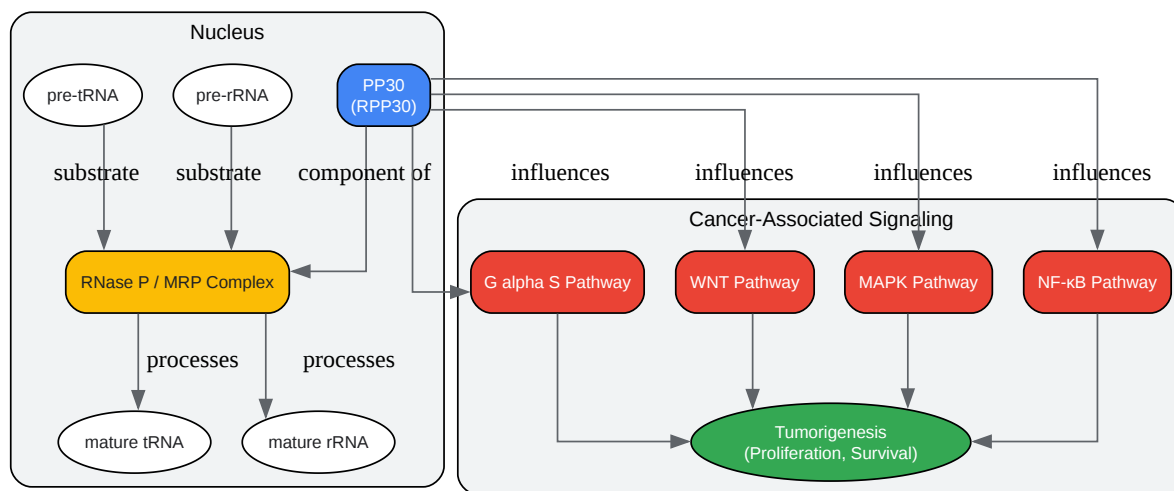 Nucleus
pre-tRNA
pre-rRNA
PP30
(RPP30)
substrate
substrate
component of
influences
influences
influences
influences
Cancer-Associated Signaling
RNase P / MRP Complex
G alpha S Pathway
WNT Pathway
MAPK Pathway
NF-κB Pathway
processes
processes
mature tRNA
mature rRNA
Tumorigenesis
(Proliferation, Survival)